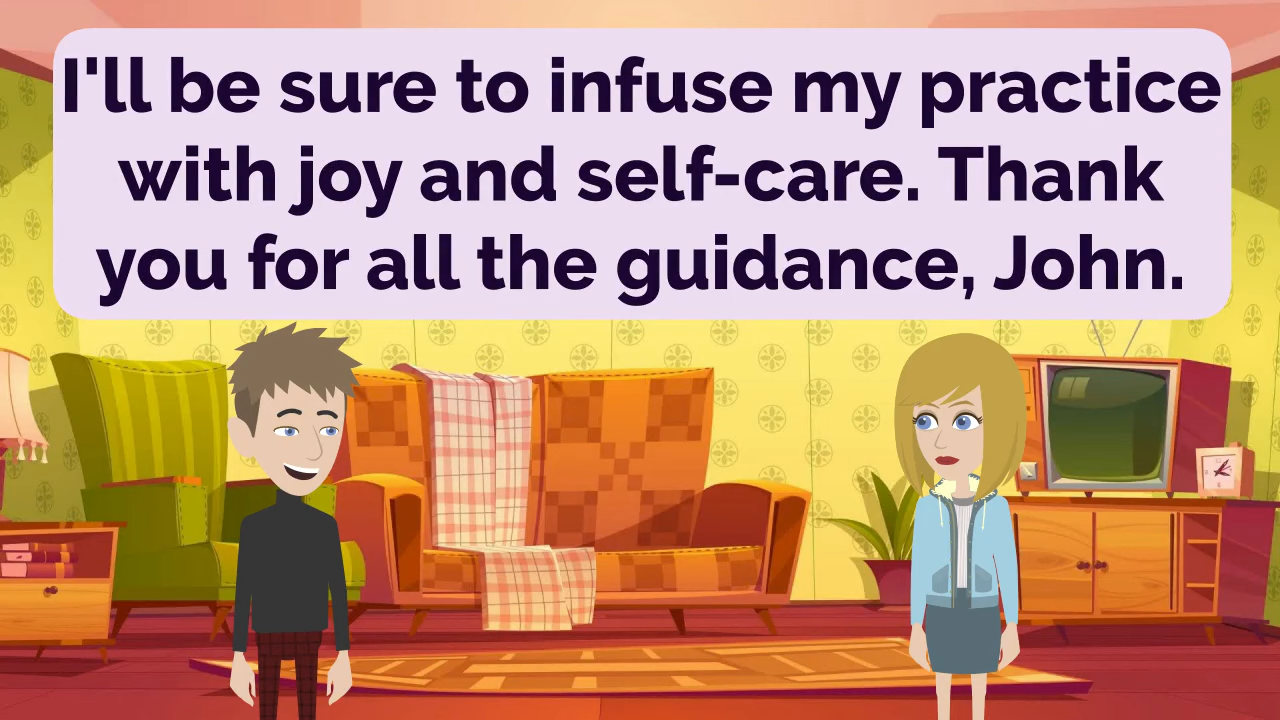 I'll be sure to infuse my practice
with joy and self-care. Thank
you for all the guidance, John.